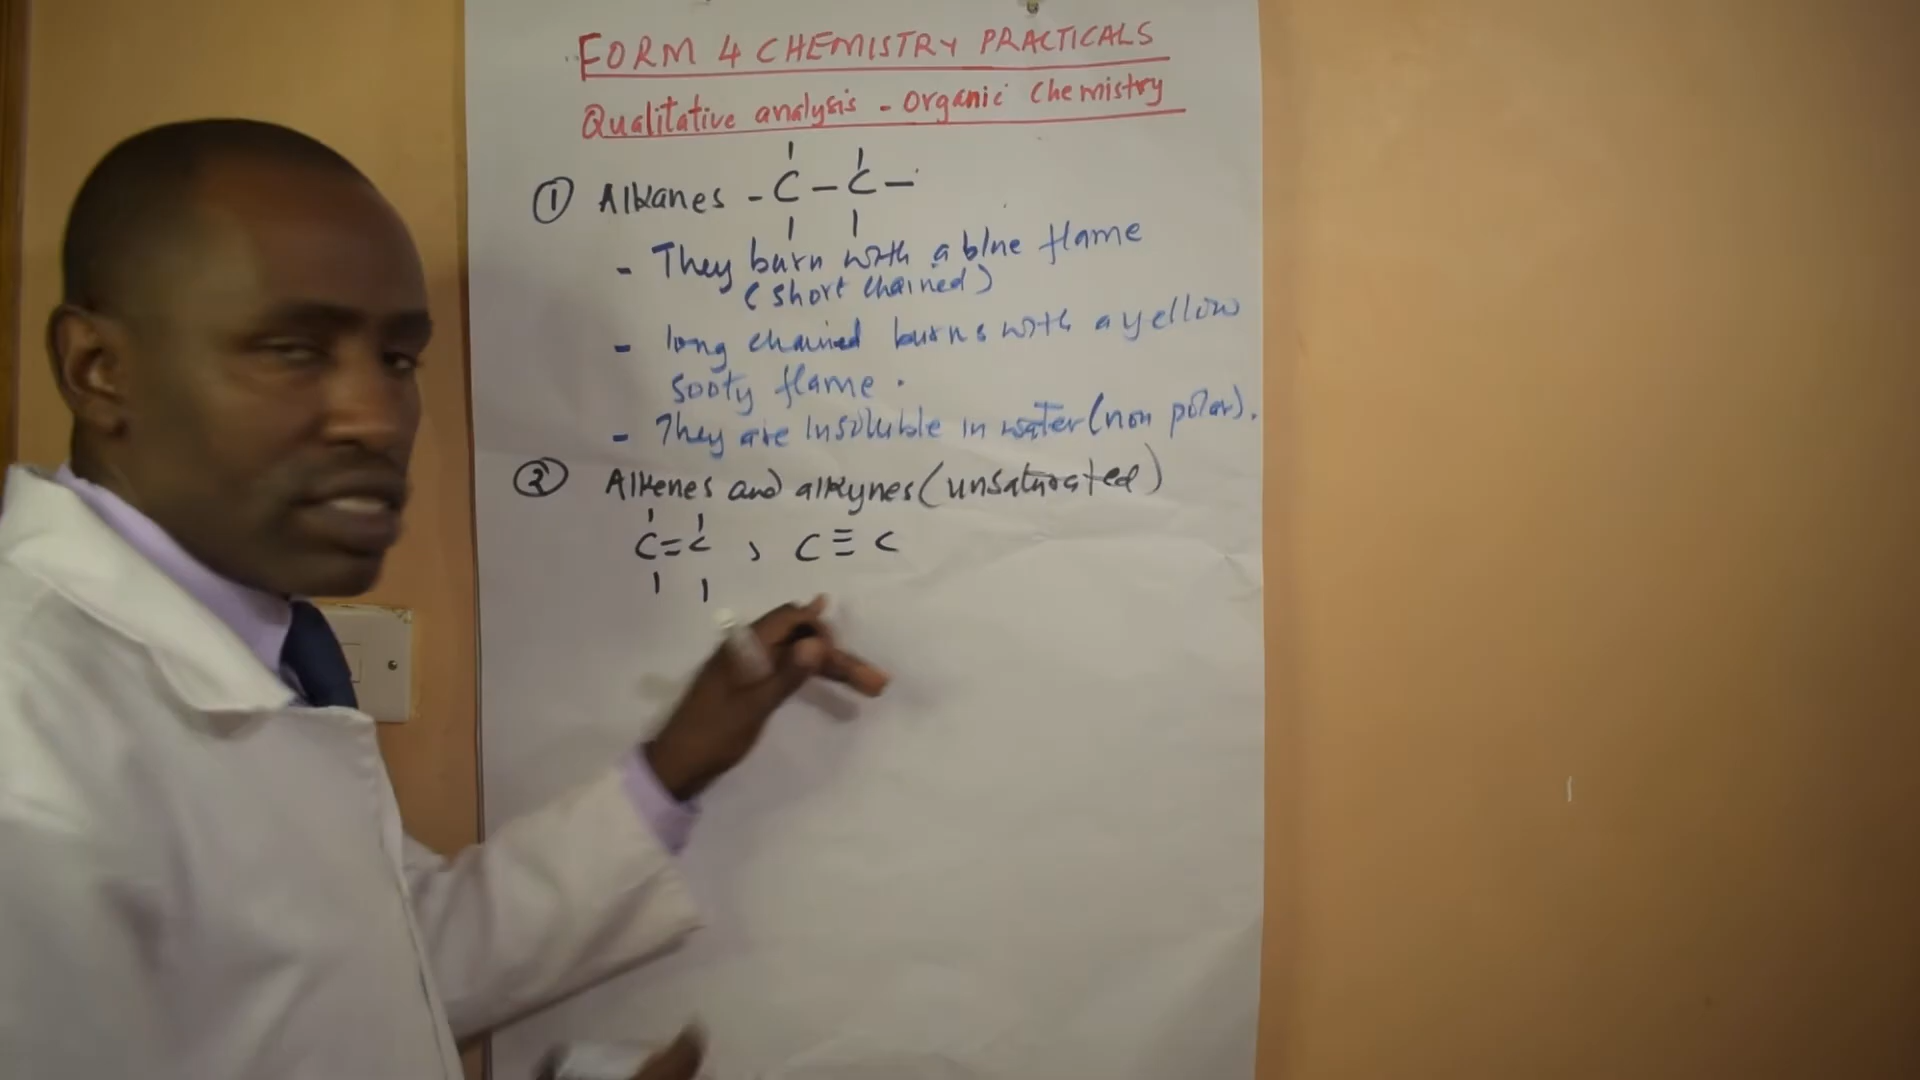 FORM 4 CHEMISTRY PRACTICALS
Qualitative analysis - Organic Chemistry
① Alkanes - C - C -
- They burn with a blue flame
(short chained)
- long chained burns with a yellow
sooty flame.
- They are insoluble in water (non polar).
② Alkenes and alkynes (unsaturated)
C=C , C≡C